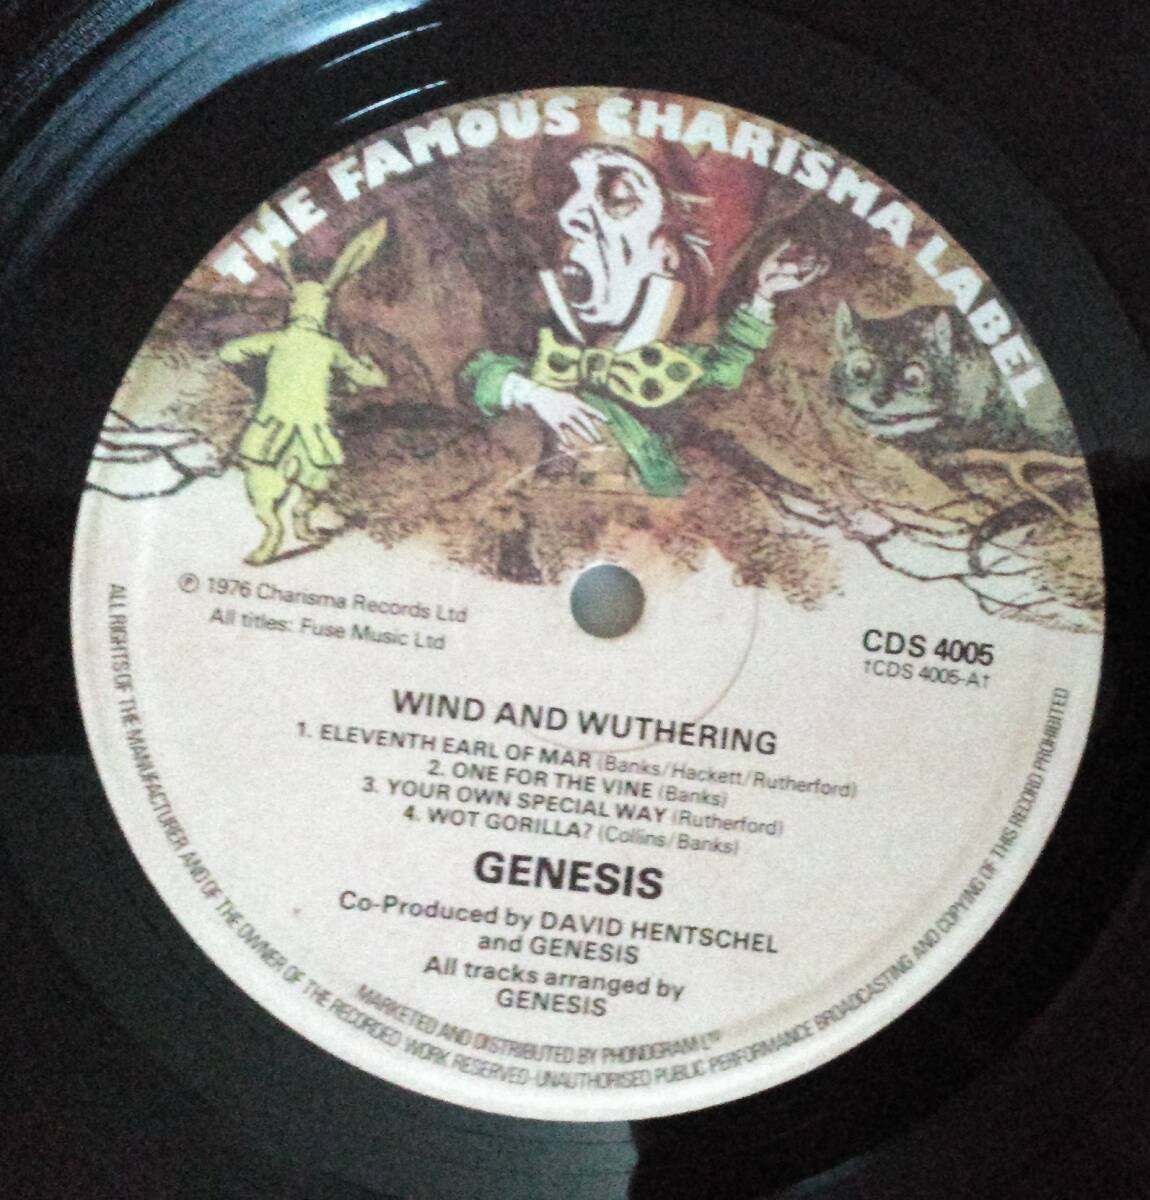 THE FAMOUS CHARISMA LABEL
℗ 1976 Charisma Records Ltd
All titles: Fuse Music Ltd
CDS 4005
†CDS 4005-A†
WIND AND WUTHERING
1. ELEVENTH EARL OF MAR (Banks/Hackett/Rutherford)
2. ONE FOR THE VINE (Banks)
3. YOUR OWN SPECIAL WAY (Rutherford)
4. WOT GORILLA? (Collins/Banks)
GENESIS
Co-Produced by DAVID HENTSCHEL
and GENESIS
All tracks arranged by
GENESIS
MARKETED AND DISTRIBUTED BY PHONOGRAM LTD
ALL RIGHTS OF THE MANUFACTURER AND OF THE OWNER OF THE RECORDED WORK RESERVED-UNAUTHORISED PUBLIC PERFORMANCE BROADCASTING AND COPYING OF THIS RECORD PROHIBITED